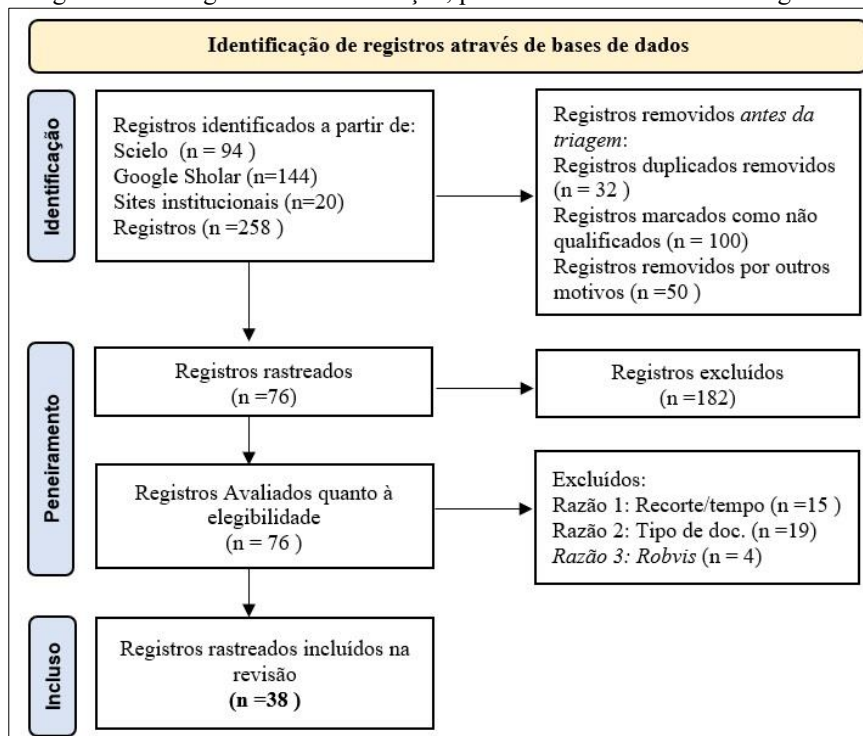 Identificação de registros através de bases de dados
Identificação
Registros identificados a partir de:
Scielo (n = 94 )
Google Sholar (n=144)
Sites institucionais (n=20)
Registros (n =258 )
Registros removidos antes da
triagem:
Registros duplicados removidos
(n = 32 )
Registros marcados como não
qualificados (n = 100)
Registros removidos por outros
motivos (n =50 )
Peneiramento
Registros rastreados
(n =76)
Registros excluídos
(n =182)
Registros Avaliados quanto à
elegibilidade
(n = 76 )
Excluídos:
Razão 1: Recorte/tempo (n =15 )
Razão 2: Tipo de doc. (n =19)
Razão 3: Robvis (n = 4)
Incluso
Registros rastreados incluídos na
revisão
(n =38 )